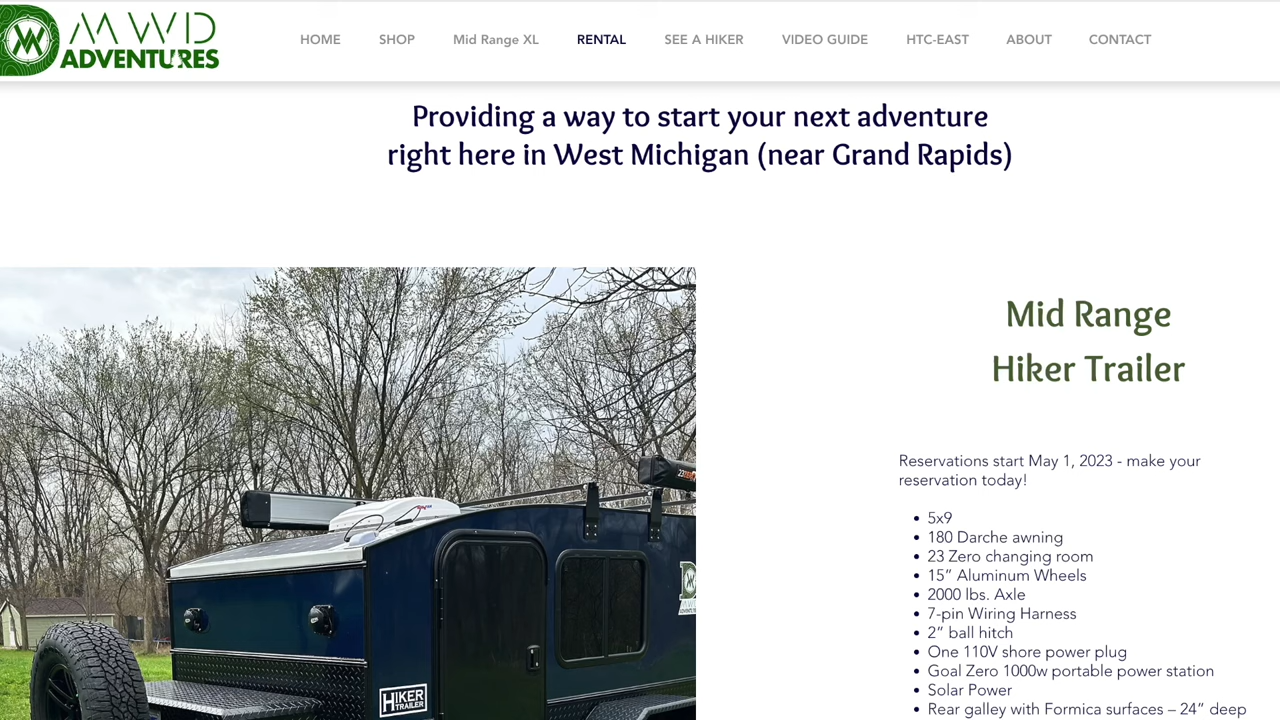 MWD
ADVENTURES
HOME SHOP Mid Range XL RENTAL SEE A HIKER VIDEO GUIDE HTC-EAST ABOUT CONTACT
Providing a way to start your next adventure
right here in West Michigan (near Grand Rapids)
Mid Range
Hiker Trailer
Reservations start May 1, 2023 - make your
reservation today!
• 5x9
• 180 Darche awning
• 23 Zero changing room
• 15” Aluminum Wheels
• 2000 lbs. Axle
• 7-pin Wiring Harness
• 2” ball hitch
• One 110V shore power plug
• Goal Zero 1000w portable power station
• Solar Power
• Rear galley with Formica surfaces – 24” deep
HIKER
TRAILER